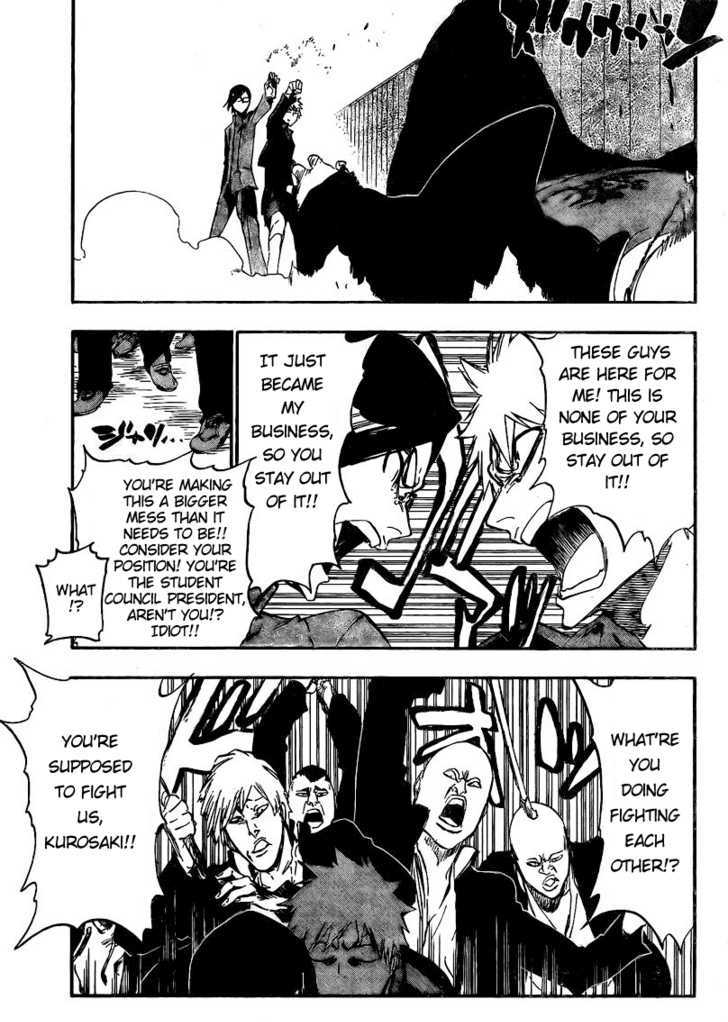 THESE GUYS
ARE HERE FOR
ME! THIS IS
NONE OF YOUR
BUSINESS, SO
STAY OUT OF
IT!!
IT JUST
BECAME
MY
BUSINESS,
SO YOU
STAY OUT
OF IT!!
YOU'RE MAKING
THIS A BIGGER
MESS THAN IT
NEEDS TO BE!!
CONSIDER YOUR
POSITION! YOU'RE
THE STUDENT
COUNCIL PRESIDENT,
AREN'T YOU!?
IDIOT!!
WHAT
!?
WHAT'RE
YOU
DOING
FIGHTING
EACH
OTHER!?
YOU'RE
SUPPOSED
TO FIGHT
US,
KUROSAKI!!